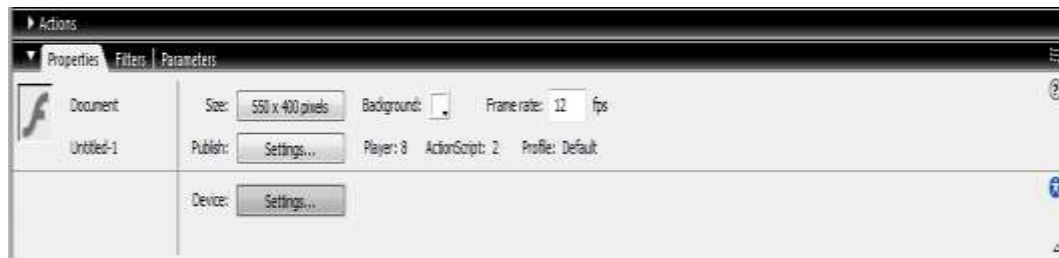 Actions
Properties Filters Parameters
Document Size: 550 x 400 pixels Background: Frame rate: 12 fps
Untitled-1 Publish: Settings... Player: 8 ActionScript: 2 Profile: Default
Device: Settings...